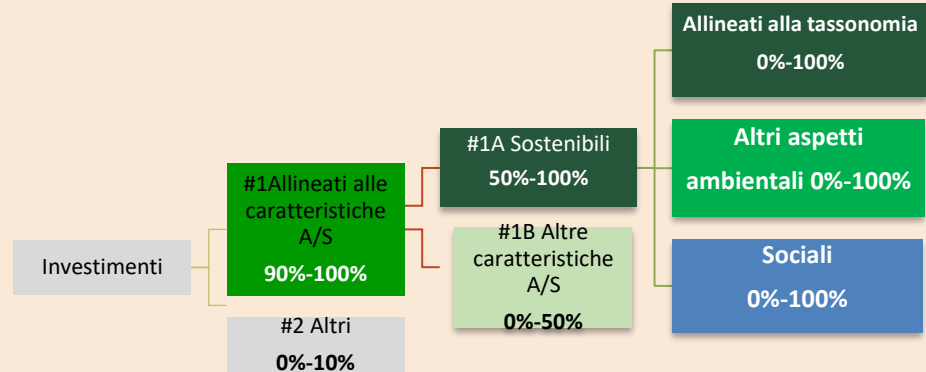 Investimenti
#1Allineati alle
caratteristiche
A/S
90%-100%
#2 Altri
0%-10%
#1A Sostenibili
50%-100%
#1B Altre
caratteristiche
A/S
0%-50%
Allineati alla tassonomia
0%-100%
Altri aspetti
ambientali 0%-100%
Sociali
0%-100%